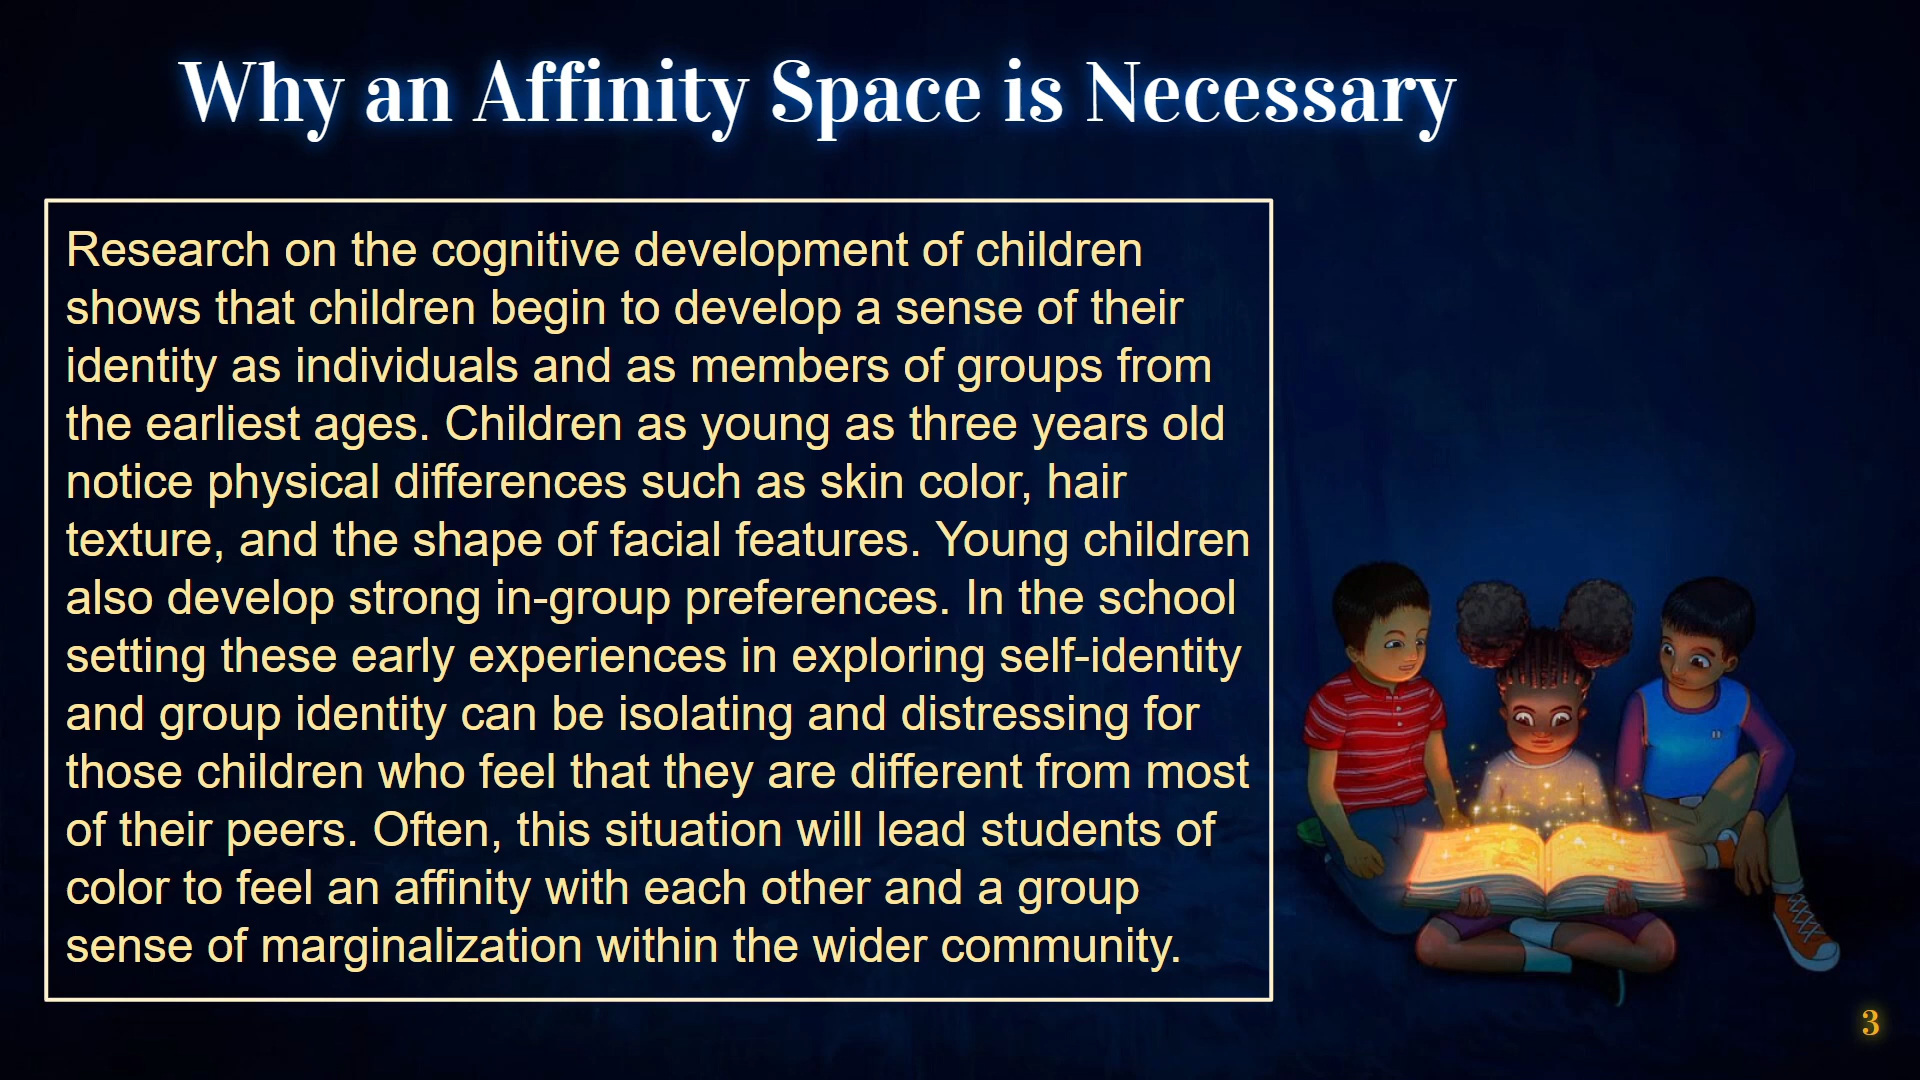 Why an Affinity Space is Necessary
Research on the cognitive development of children
shows that children begin to develop a sense of their
identity as individuals and as members of groups from
the earliest ages. Children as young as three years old
notice physical differences such as skin color, hair
texture, and the shape of facial features. Young children
also develop strong in-group preferences. In the school
setting these early experiences in exploring self-identity
and group identity can be isolating and distressing for
those children who feel that they are different from most
of their peers. Often, this situation will lead students of
color to feel an affinity with each other and a group
sense of marginalization within the wider community.
3